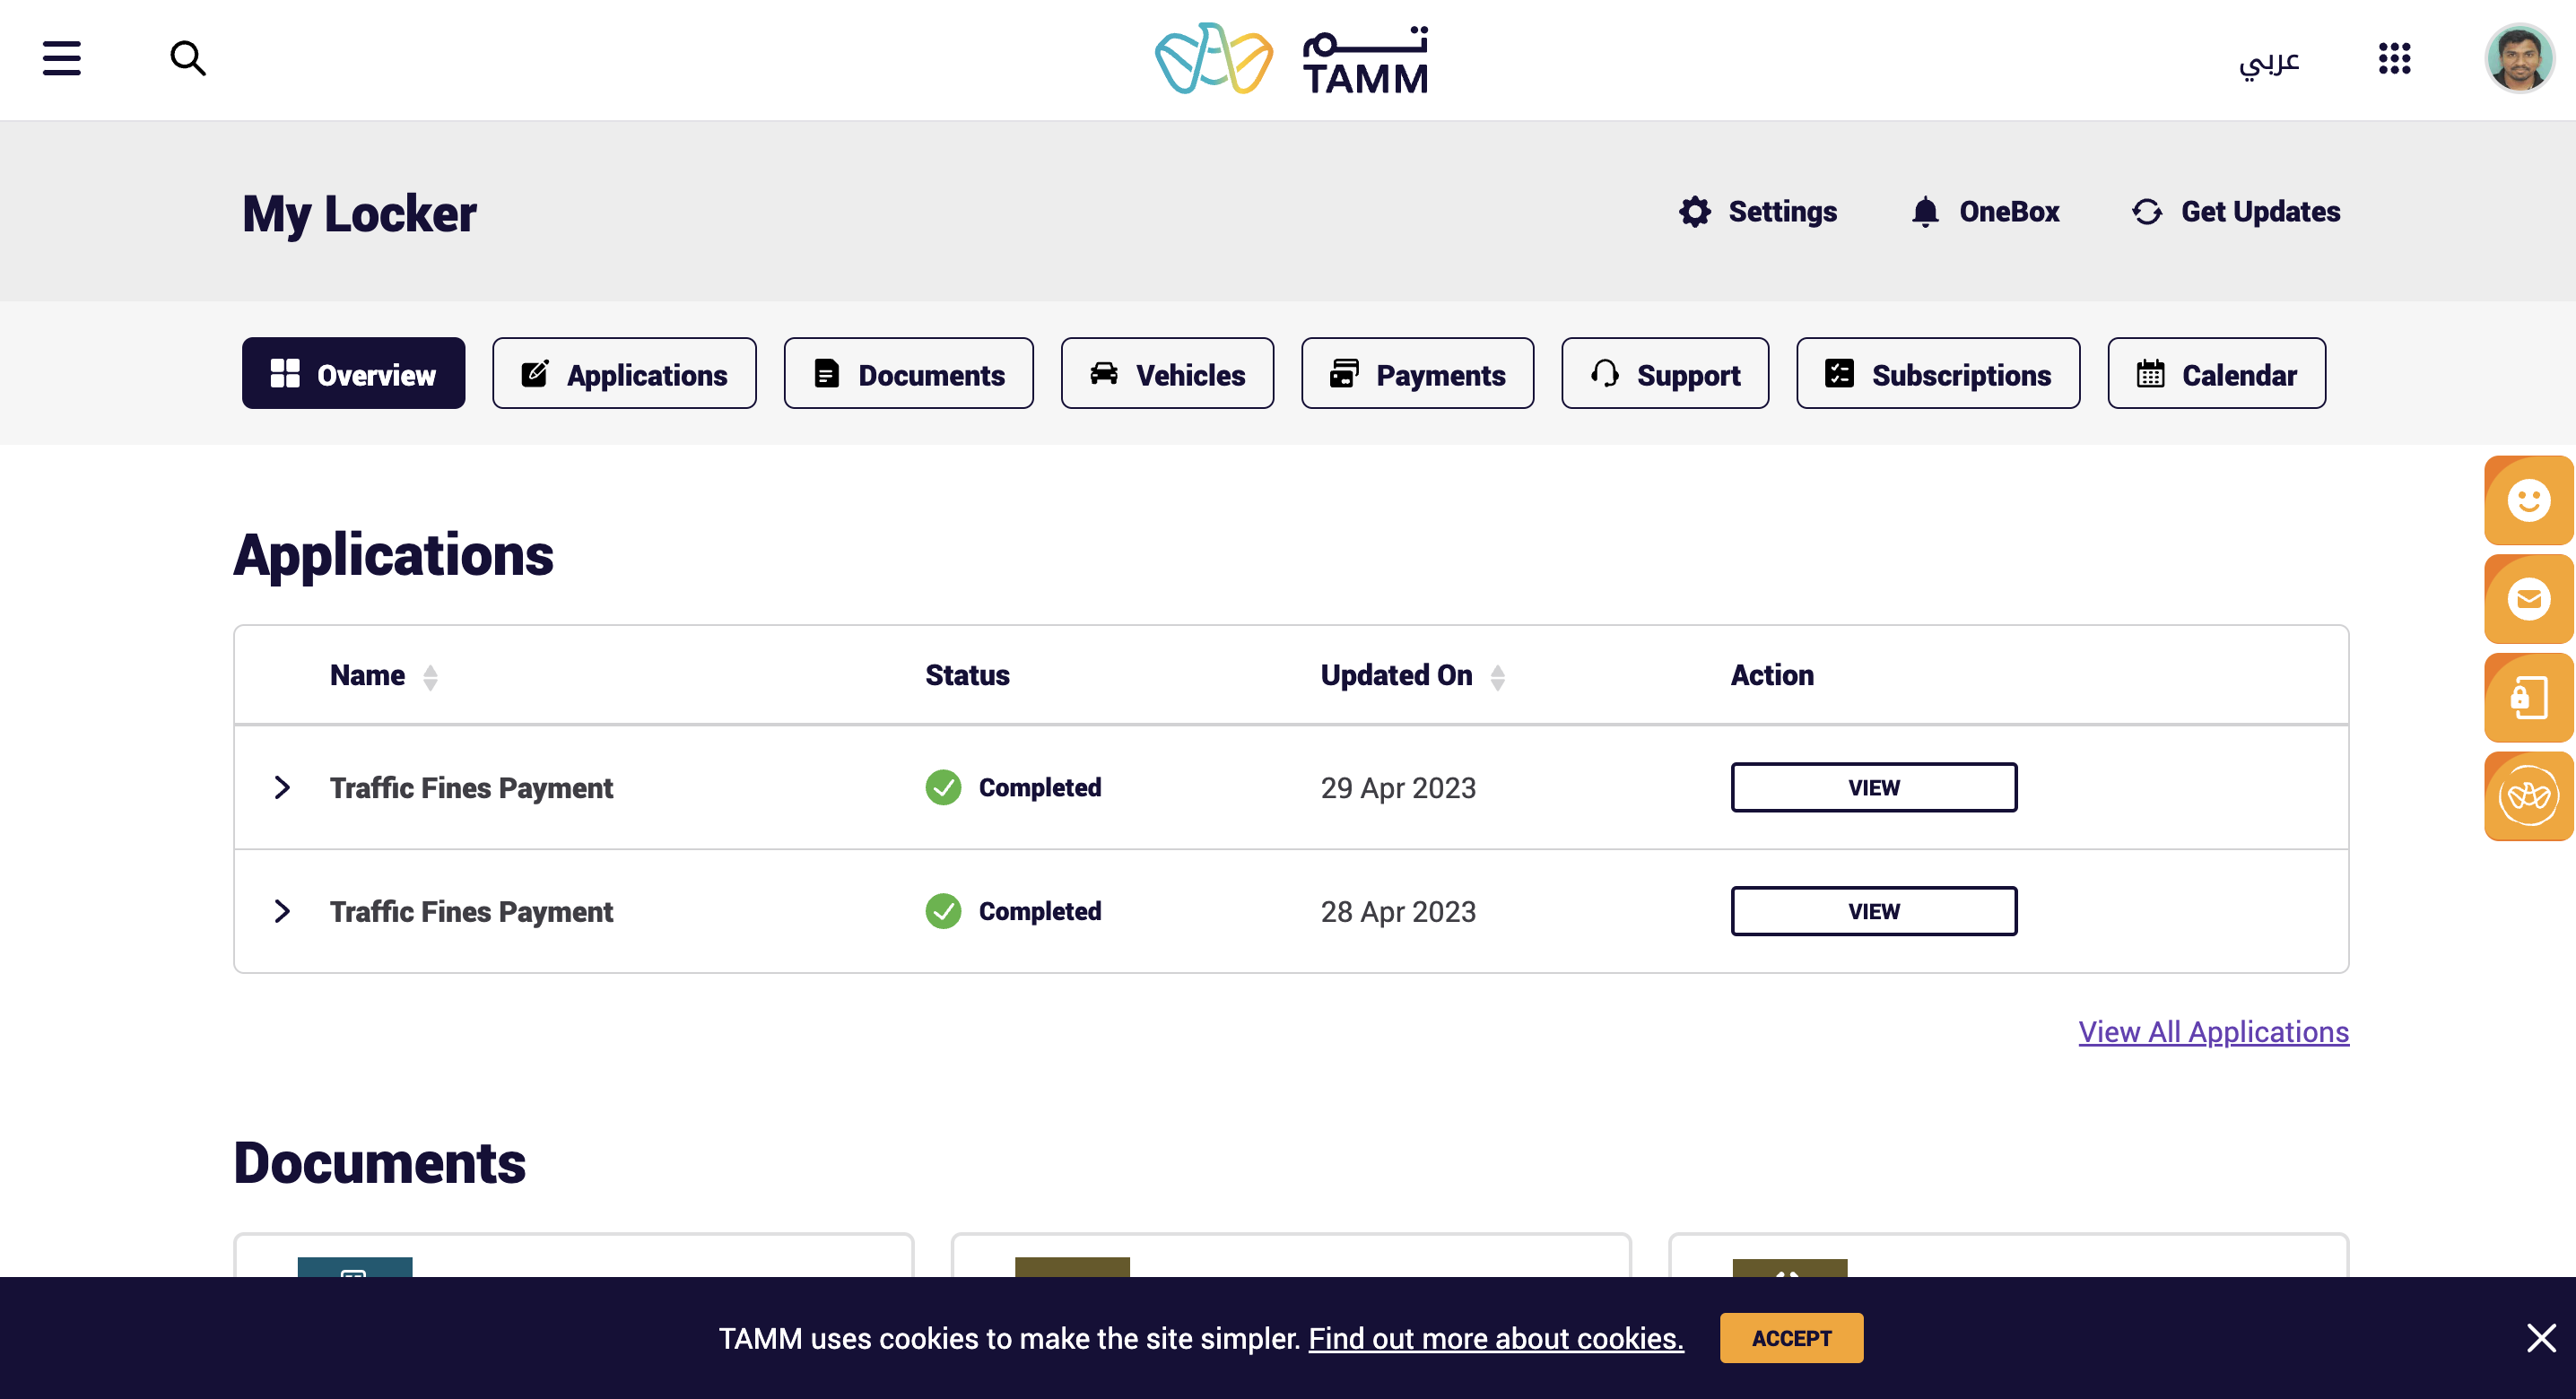 تم
TAMM
عربي
My Locker
Settings
OneBox
Get Updates
Overview
Applications
Documents
Vehicles
Payments
Support
Subscriptions
Calendar
Applications
Name
Status
Updated On
Action
Traffic Fines Payment
Completed
29 Apr 2023
VIEW
Traffic Fines Payment
Completed
28 Apr 2023
VIEW
View All Applications
Documents
TAMM uses cookies to make the site simpler. Find out more about cookies.
ACCEPT